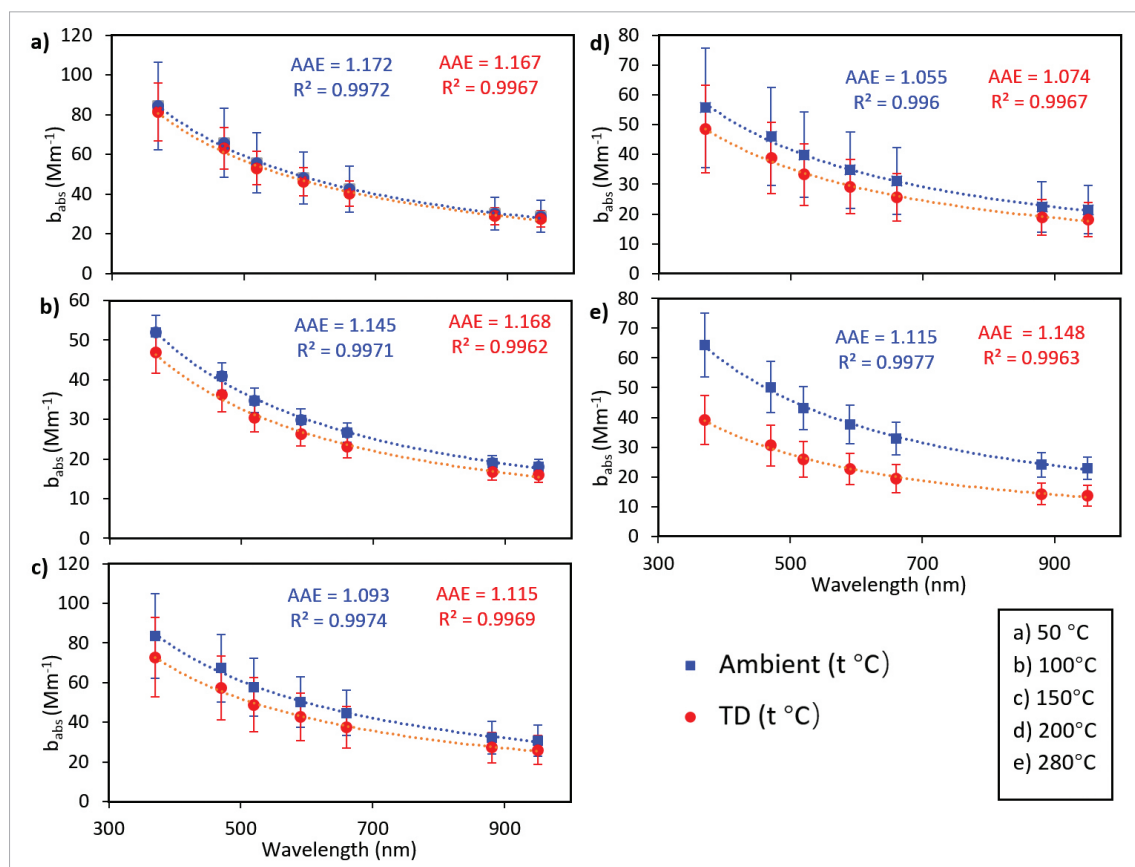 a)
120
100
80
60
40
20
0
b_abs (Mm⁻¹)
AAE = 1.172
R² = 0.9972
AAE = 1.167
R² = 0.9967
b)
60
50
40
30
20
10
0
b_abs (Mm⁻¹)
AAE = 1.145
R² = 0.9971
AAE = 1.168
R² = 0.9962
c)
120
100
80
60
40
20
0
b_abs (Mm⁻¹)
AAE = 1.093
R² = 0.9974
AAE = 1.115
R² = 0.9969
300 500 700 900
Wavelength (nm)
d)
80
70
60
50
40
30
20
10
0
b_abs (Mm⁻¹)
AAE = 1.055
R² = 0.996
AAE = 1.074
R² = 0.9967
e)
80
70
60
50
40
30
20
10
0
b_abs (Mm⁻¹)
AAE = 1.115
R² = 0.9977
AAE = 1.148
R² = 0.9963
300 500 700 900
Wavelength (nm)
Ambient (t °C)
TD (t °C)
a) 50 °C
b) 100°C
c) 150°C
d) 200°C
e) 280°C